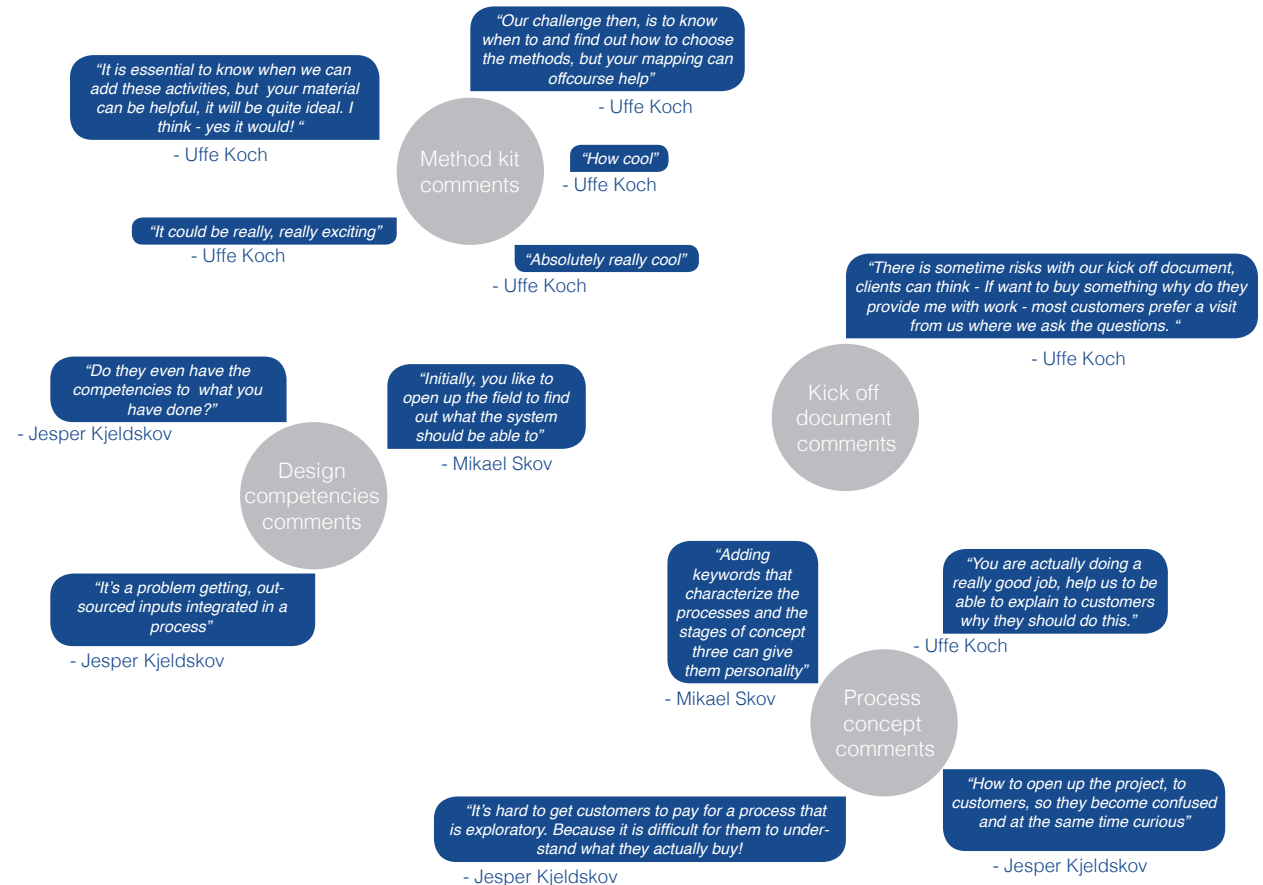 “Our challenge then, is to know
when to and find out how to choose
the methods, but your mapping can
offcourse help”
- Uffe Koch
“It is essential to know when we can
add these activities, but  your material
can be helpful, it will be quite ideal. I
think - yes it would! “
- Uffe Koch
Method kit
comments
“How cool”
- Uffe Koch
“It could be really, really exciting”
- Uffe Koch
“Absolutely really cool”
- Uffe Koch
“There is sometime risks with our kick off document,
clients can think - If want to buy something why do they
provide me with work - most customers prefer a visit
from us where we ask the questions. “
- Uffe Koch
Kick off
document
comments
“Do they even have the
competencies to  what you
have done?”
- Jesper Kjeldskov
“Initially, you like to
open up the field to find
out what the system
should be able to”
- Mikael Skov
Design
competencies
comments
“It’s a problem getting, out-
sourced inputs integrated in a
process”
- Jesper Kjeldskov
“Adding
keywords that
characterize the
processes and the
stages of concept
three can give
them personality”
- Mikael Skov
“You are actually doing a
really good job, help us to be
able to explain to customers
why they should do this.”
- Uffe Koch
Process
concept
comments
“It’s hard to get customers to pay for a process that
is exploratory. Because it is difficult for them to under-
stand what they actually buy!
- Jesper Kjeldskov
“How to open up the project, to
customers, so they become confused
and at the same time curious”
- Jesper Kjeldskov